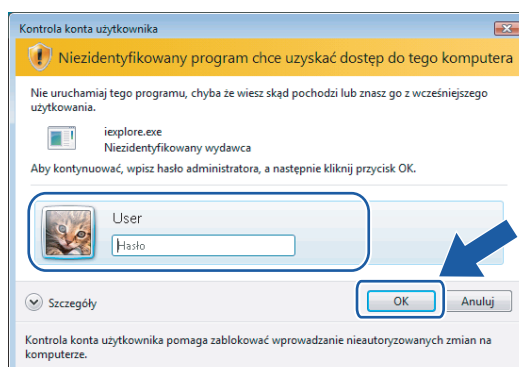 Kontrola konta użytkownika
Niezidentyfikowany program chce uzyskać dostęp do tego komputera
Nie uruchamiaj tego programu, chyba że wiesz skąd pochodzi lub znasz go z wcześniejszego
użytkowania.
iexplore.exe
Niezidentyfikowany wydawca
Aby kontynuować, wpisz hasło administratora, a następnie kliknij przycisk OK.
User
Hasło
Szczegóły
OK
Anuluj
Kontrola konta użytkownika pomaga zablokować wprowadzanie nieautoryzowanych zmian na
komputerze.